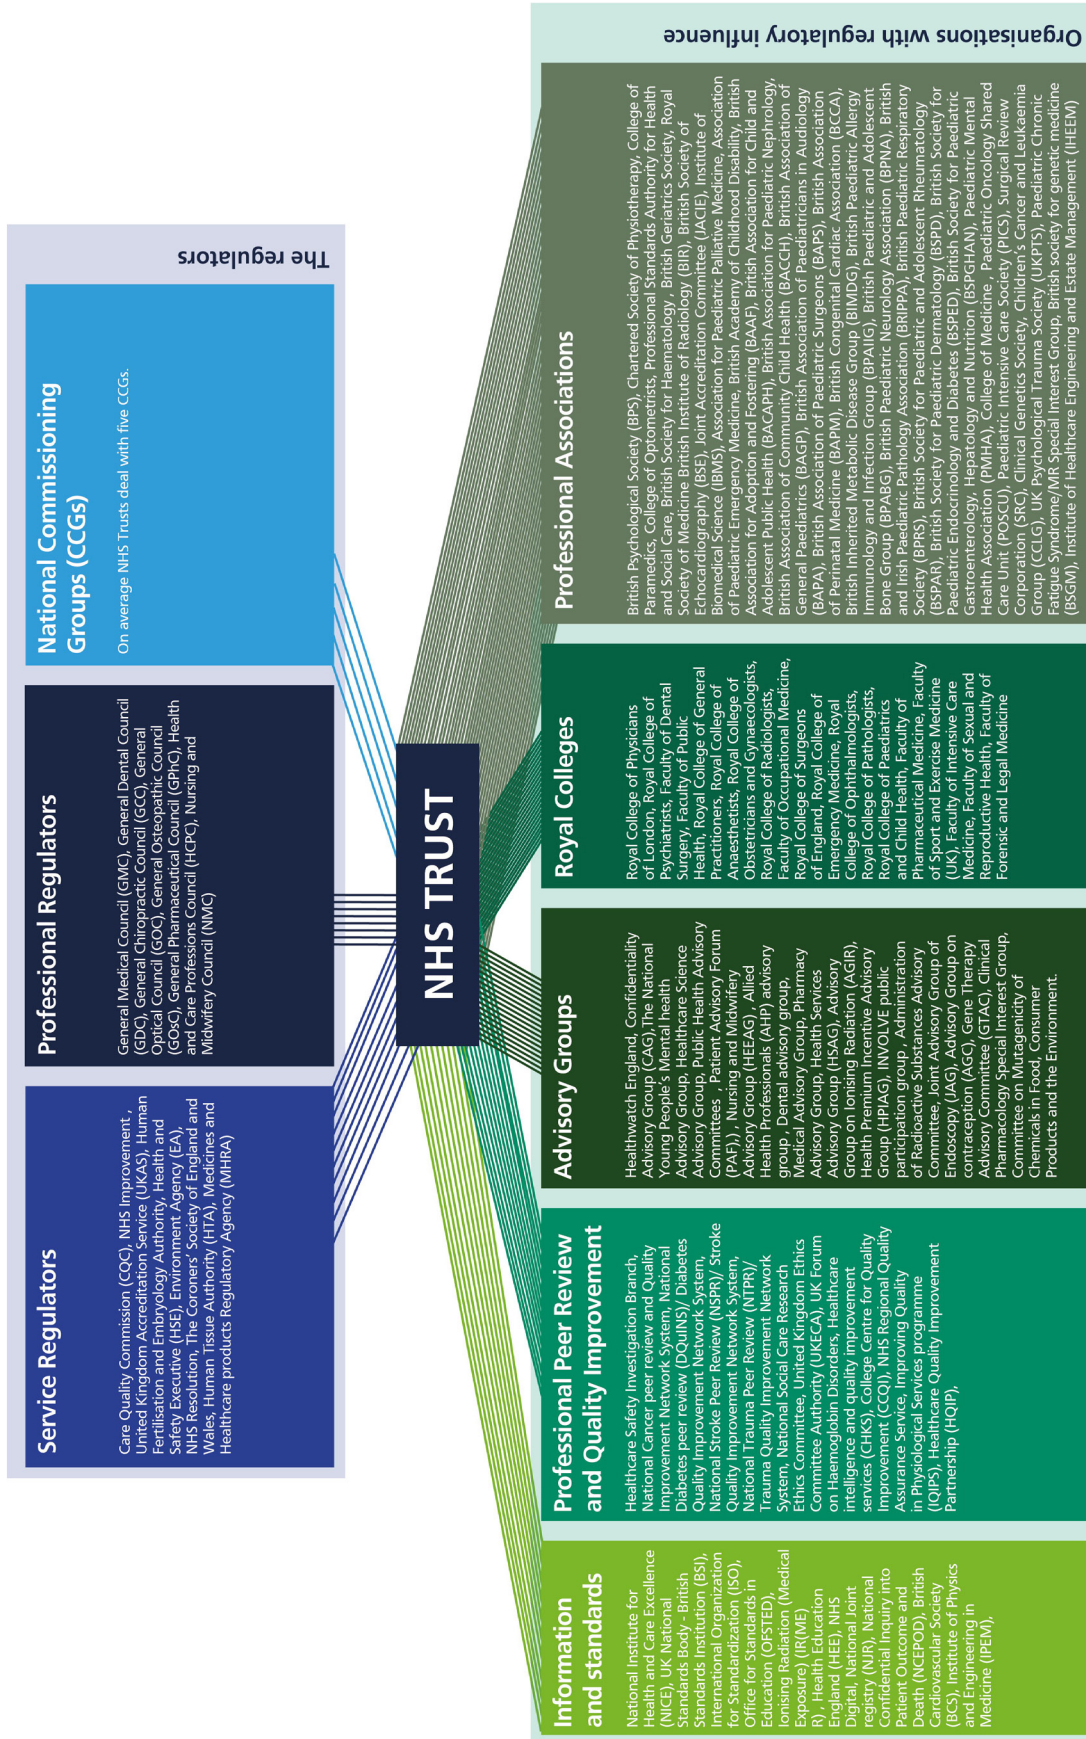 The regulators
Service Regulators
Care Quality Commission (CQC), NHS Improvement ,
United Kingdom Accreditation Service (UKAS), Human
Fertilisation and Embryology Authority, Health and
Safety Executive (HSE), Environment Agency (EA),
NHS Resolution, The Coroners’ Society of England and
Wales, Human Tissue Authority (HTA), Medicines and
Healthcare products Regulatory Agency (MHRA)
Professional Regulators
General Medical Council (GMC), General Dental Council
(GDC), General Chiropractic Council (GCC), General
Optical Council (GOC), General Osteopathic Council
(GOsC), General Pharmaceutical Council (GPhC), Health
and Care Professions Council (HCPC), Nursing and
Midwifery Council (NMC)
National Commissioning
Groups (CCGs)
On average NHS Trusts deal with five CCGs.
NHS TRUST
Information
and standards
National Institute for
Health and Care Excellence
(NICE), UK National
Standards Body - British
Standards Institution (BSI),
International Organization
for Standardization (ISO),
Office for Standards in
Education (OFSTED),
Ionising Radiation (Medical
Exposure) (IR(ME)
R) , Health Education
England (HEE), NHS
Digital, National Joint
registry (NJR), National
Confidential Inquiry into
Patient Outcome and
Death (NCEPOD), British
Cardiovascular Society
(BCS), Institute of Physics
and Engineering in
Medicine (IPEM),
Professional Peer Review
and Quality Improvement
Healthcare Safety Investigation Branch,
National Cancer peer review and Quality
Improvement Network System, National
Diabetes peer review (DQuINS)/ Diabetes
Quality Improvement Network System,
National Stroke Peer Review (NSPR)/ Stroke
Quality Improvement Network System,
National Trauma Peer Review (NTPR)/
Trauma Quality Improvement Network
System, National Social Care Research
Ethics Committee, United Kingdom Ethics
Committee Authority (UKECA), UK Forum
on Haemoglobin Disorders, Healthcare
intelligence and quality improvement
services (CHKS), College Centre for Quality
Improvement (CCQI), NHS Regional Quality
Assurance Service, Improving Quality
in Physiological Services programme
(IQIPS), Healthcare Quality Improvement
Partnership (HQIP),
Advisory Groups
Healthwatch England, Confidentiality
Advisory Group (CAG),The National
Young People’s Mental health
Advisory Group, Healthcare Science
Advisory Group, Public Health Advisory
Committees , Patient Advisory Forum
(PAF)) , Nursing and Midwifery
Advisory Group (HEEAG) , Allied
Health Professionals (AHP) advisory
group , Dental advisory group,
Medical Advisory Group, Pharmacy
Advisory Group, Health Services
Advisory Group (HSAG), Advisory
Group on Ionising Radiation (AGIR),
Health Premium Incentive Advisory
Group (HPIAG), INVOLVE public
participation group , Administration
of Radioactive Substances Advisory
Committee, Joint Advisory Group of
Endoscopy (JAG), Advisory Group on
contraception (AGC), Gene Therapy
Advisory Committee (GTAC), Clinical
Pharmacology Special Interest Group,
Committee on Mutagenicity of
Chemicals in Food, Consumer
Products and the Environment.
Royal Colleges
Royal College of Physicians
of London, Royal College of
Psychiatrists, Faculty of Dental
Surgery, Faculty of Public
Health, Royal College of General
Practitioners, Royal College of
Anaesthetists, Royal College of
Obstetricians and Gynaecologists,
Royal College of Radiologists,
Faculty of Occupational Medicine,
Royal College of Surgeons
of England, Royal College of
Emergency Medicine, Royal
College of Ophthalmologists,
Royal College of Pathologists,
Royal College of Paediatrics
and Child Health, Faculty of
Pharmaceutical Medicine, Faculty
of Sport and Exercise Medicine
(UK), Faculty of Intensive Care
Medicine, Faculty of Sexual and
Reproductive Health, Faculty of
Forensic and Legal Medicine
Professional Associations
British Psychological Society (BPS), Chartered Society of Physiotherapy, College of
Paramedics, College of Optometrists, Professional Standards Authority for Health
and Social Care, British Society for Haematology , British Geriatrics Society, Royal
Society of Medicine British Institute of Radiology (BIR), British Society of
Echocardiography (BSE), Joint Accreditation Committee (JACIE), Institute of
Biomedical Science (IBMS), Association for Paediatric Palliative Medicine, Association
of Paediatric Emergency Medicine, British Academy of Childhood Disability, British
Association for Adoption and Fostering (BAAF), British Association for Child and
Adolescent Public Health (BACAPH), British Association for Paediatric Nephrology,
British Association of Community Child Health (BACCH), British Association of
General Paediatrics (BAGP), British Association of Paediatricians in Audiology
(BAPA), British Association of Paediatric Surgeons (BAPS), British Association
of Perinatal Medicine (BAPM), British Congenital Cardiac Association (BCCA),
British Inherited Metabolic Disease Group (BIMDG), British Paediatric Allergy
Immunology and Infection Group (BPAIIG), British Paediatric and Adolescent
Bone Group (BPABG), British Paediatric Neurology Association (BPNA), British
and Irish Paediatric Pathology Association (BRIPPA), British Paediatric Respiratory
Society (BPRS), British Society for Paediatric and Adolescent Rheumatology
(BSPAR), British Society for Paediatric Dermatology (BSPD), British Society for
Paediatric Endocrinology and Diabetes (BSPED), British Society for Paediatric
Gastroenterology, Hepatology and Nutrition (BSPGHAN), Paediatric Mental
Health Association (PMHA), College of Medicine , Paediatric Oncology Shared
Care Unit (POSCU), Paediatric Intensive Care Society (PICS), Surgical Review
Corporation (SRC), Clinical Genetics Society, Children’s Cancer and Leukaemia
Group (CCLG), UK Psychological Trauma Society (UKPTS), Paediatric Chronic
Fatigue Syndrome/MR Special Interest Group, British society for genetic medicine
(BSGM), Institute of Healthcare Engineering and Estate Management (IHEEM)
Organisations with regulatory influence